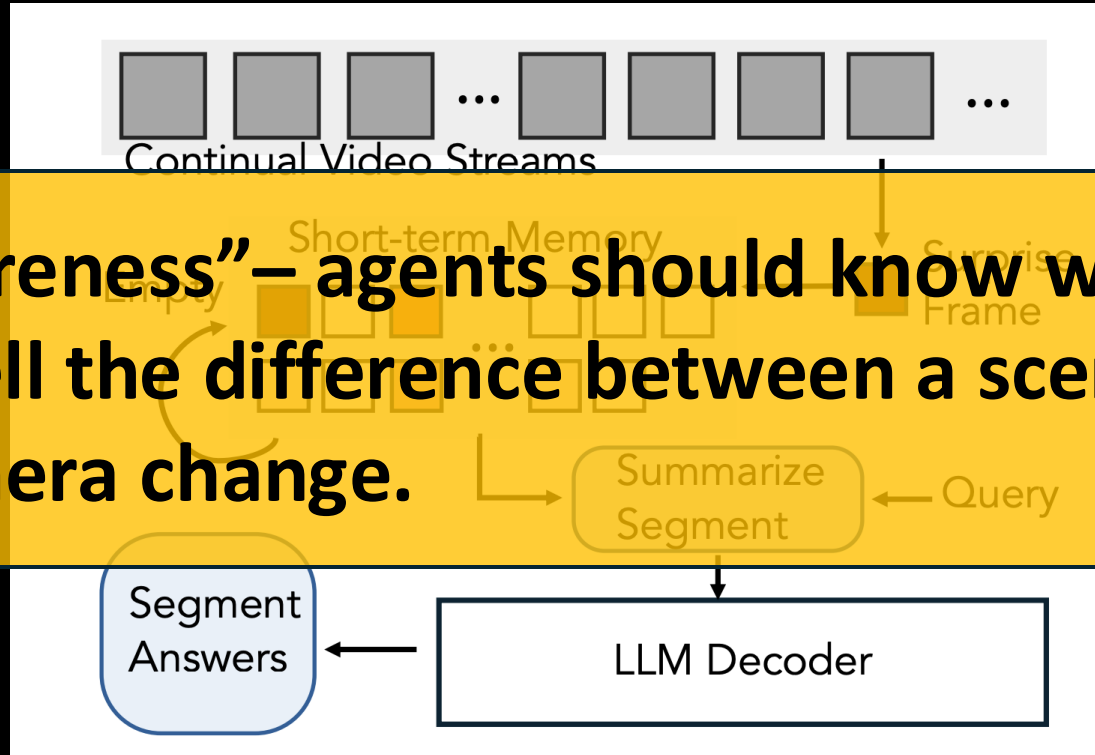 ...
...
Continual Video Streams
Short-term Memory
Surprise
Frame
Empty
...
reness”– agents should know w
ll the difference between a scen
era change.
Summarize
Segment
Query
Segment
Answers
LLM Decoder